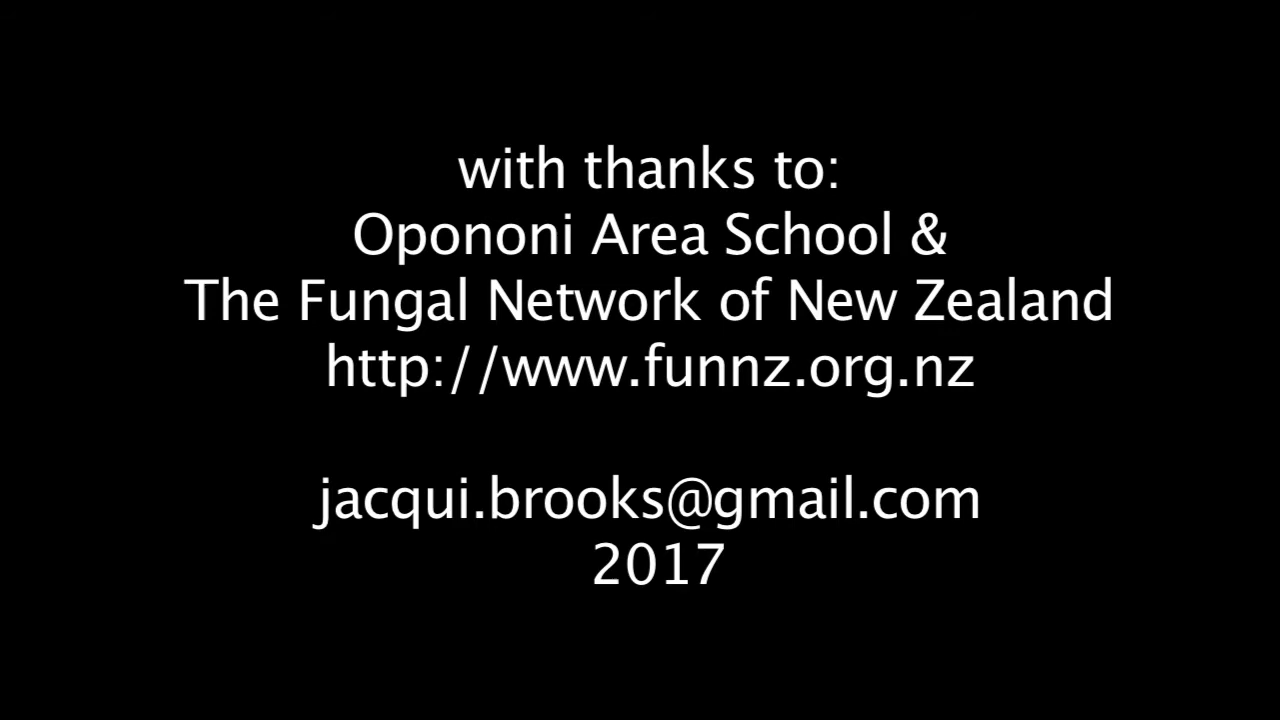 with thanks to:
Opononi Area School &
The Fungal Network of New Zealand
http://www.funnz.org.nz
jacqui.brooks@gmail.com
2017